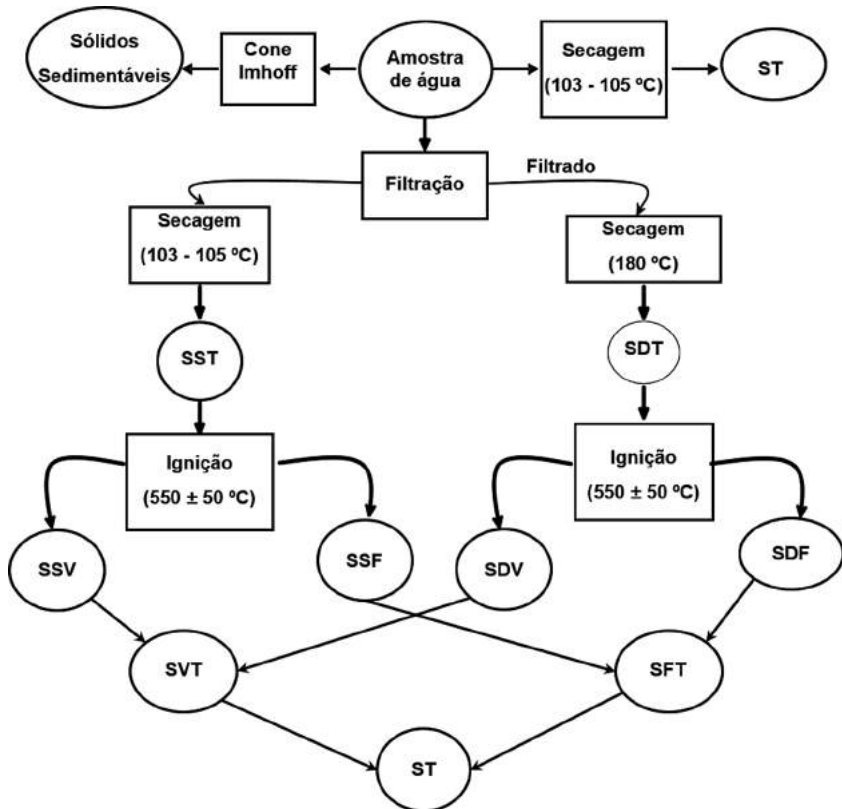 Sólidos
Sedimentáveis
Cone
Imhoff
Amostra
de água
Secagem
(103 - 105 ºC)
ST
Filtração
Filtrado
Secagem
(103 - 105 ºC)
Secagem
(180 ºC)
SST
SDT
Ignição
(550 ± 50 ºC)
Ignição
(550 ± 50 ºC)
SSV
SSF
SDV
SDF
SVT
SFT
ST